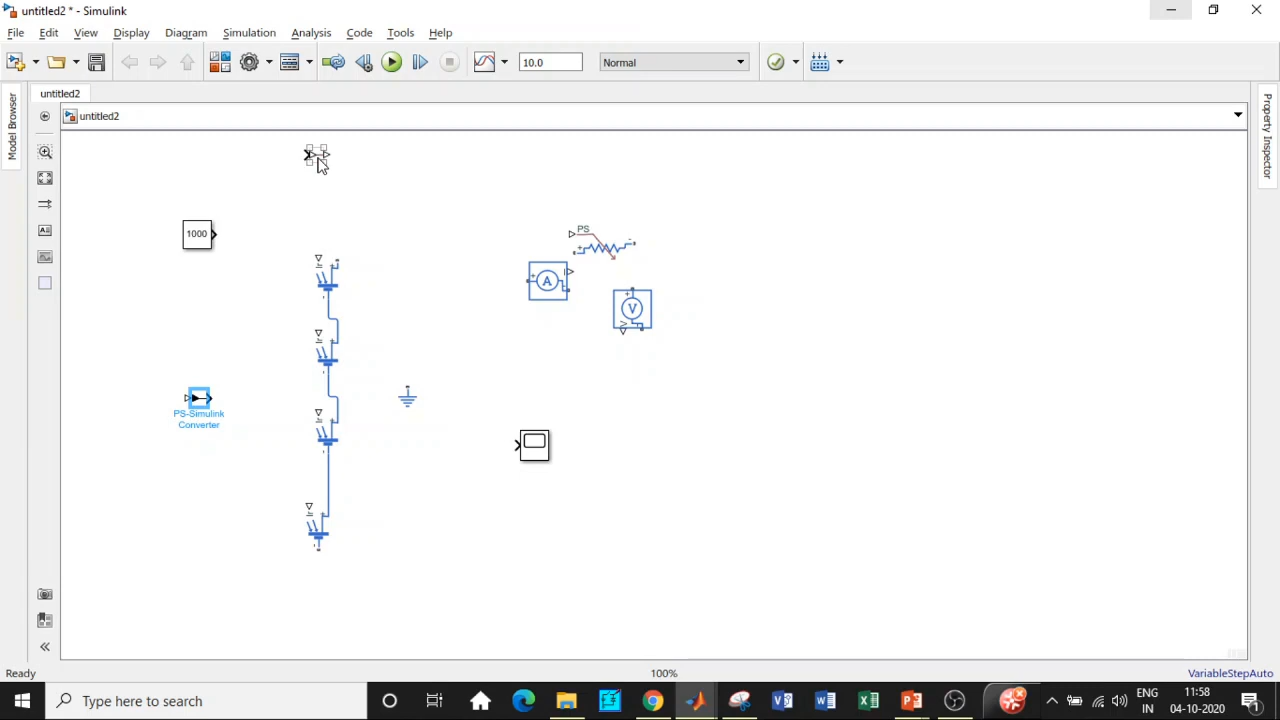 untitled2 * - Simulink
File Edit View Display Diagram Simulation Analysis Code Tools Help
10.0
Normal
untitled2
untitled2
Model Browser
Property Inspector
1000
PS
A
V
PS-Simulink
Converter
Ready
100%
VariableStepAuto
Type here to search
ENG
IN
11:58
04-10-2020